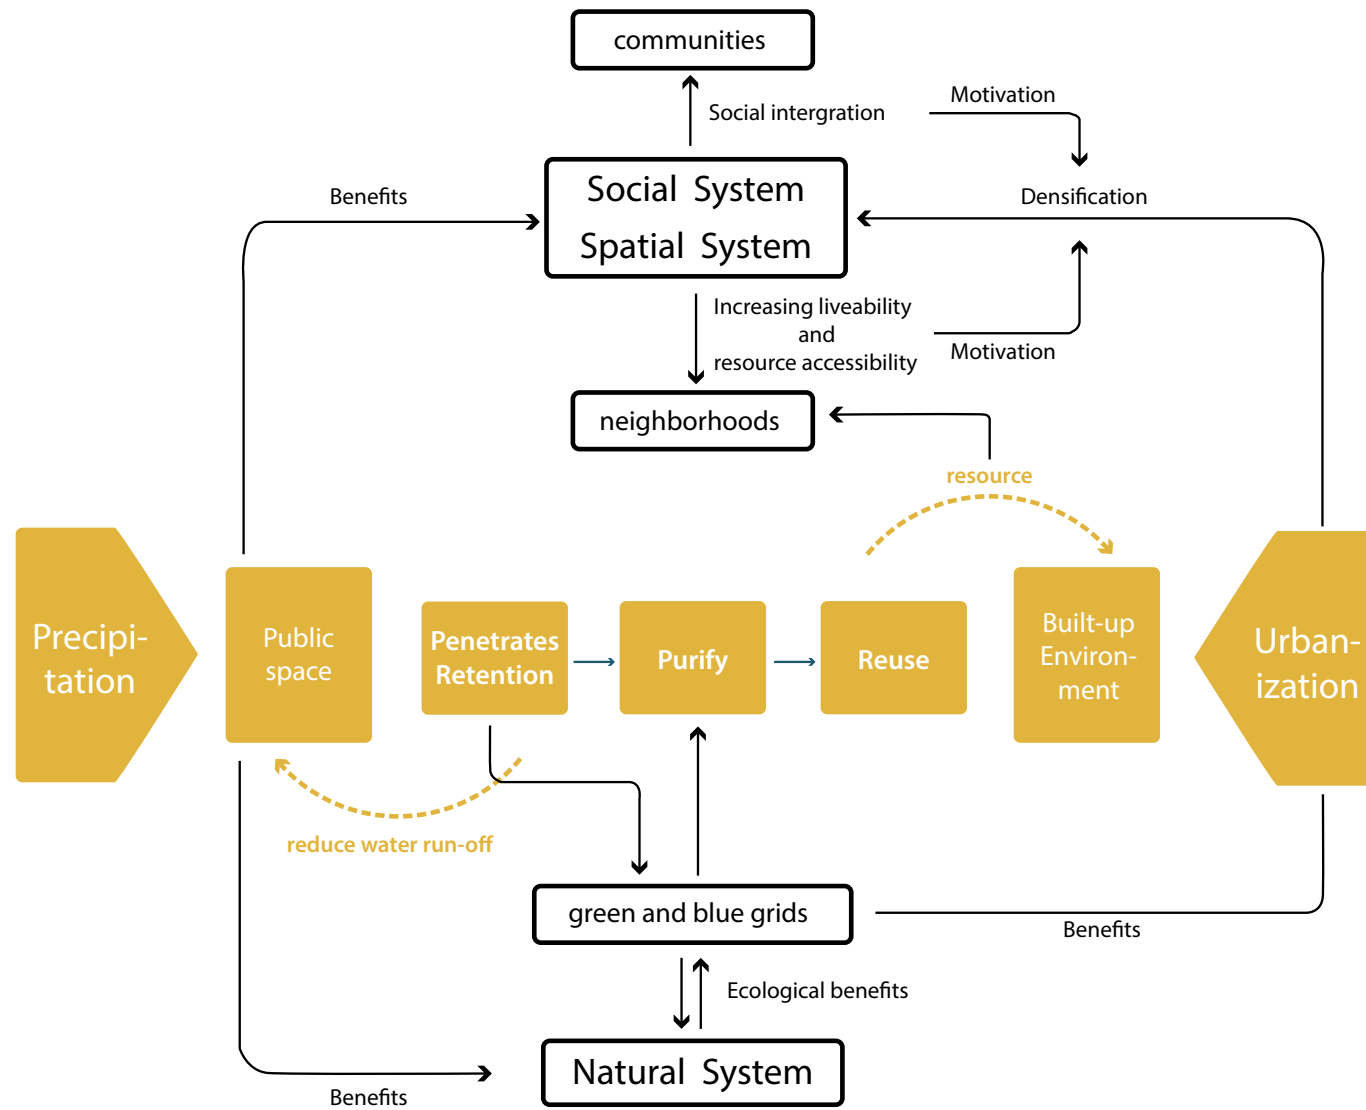 communities
Social intergration
Motivation
Social System
Spatial System
Benefits
Densification
Increasing liveability
and
resource accessibility
Motivation
neighborhoods
resource
Precipi-
tation
Public
space
Penetrates
Retention
Purify
Reuse
Built-up
Environ-
ment
Urban-
ization
reduce water run-off
green and blue grids
Benefits
Ecological benefits
Natural System
Benefits